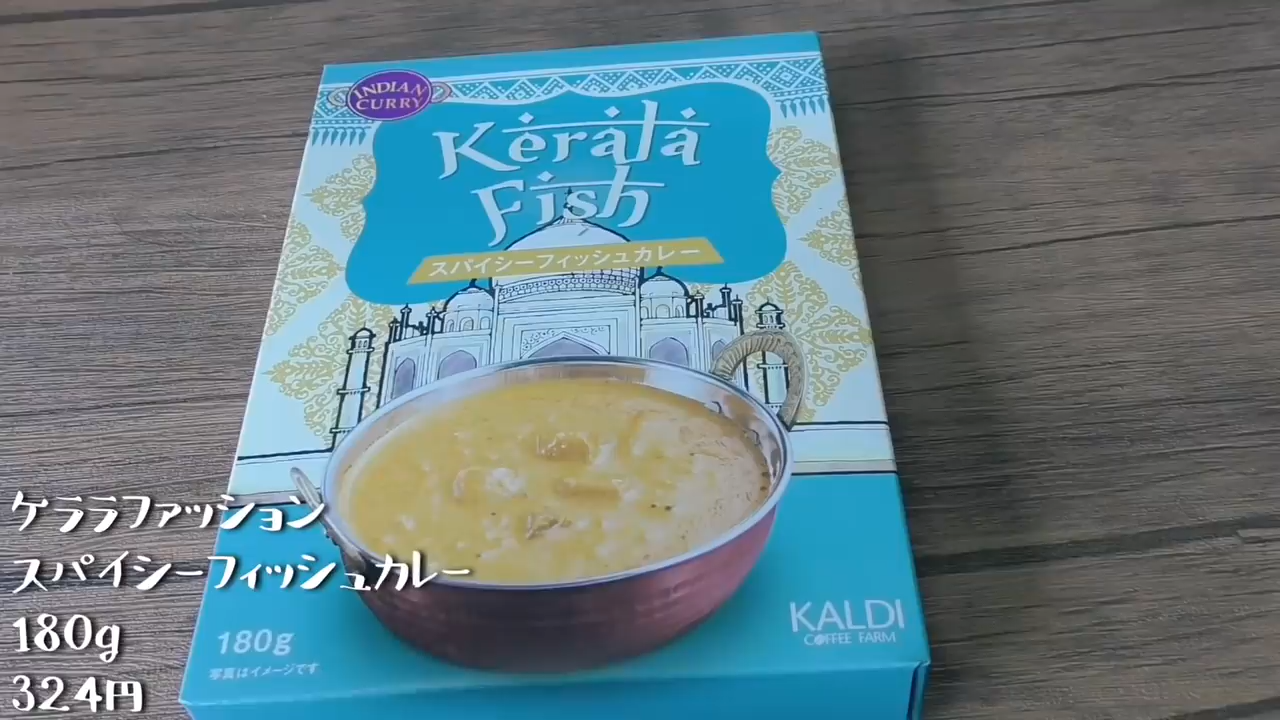 INDIAN
CURRY
Kerala
Fish
スパイシーフィッシュカレー
ケララファッション
スパイシーフィッシュカレー
180g
324円
180g
写真はイメージです
KALDI
COFFEE FARM